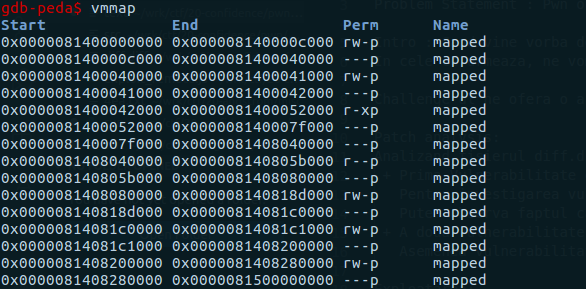 gdb-peda$ vmmap
Start End Perm Name
0x0000081400000000 0x000008140000c000 rw-p mapped
0x000008140000c000 0x0000081400040000 ---p mapped
0x0000081400040000 0x0000081400041000 rw-p mapped
0x0000081400041000 0x0000081400042000 ---p mapped
0x0000081400042000 0x0000081400052000 r-xp mapped
0x0000081400052000 0x000008140007f000 ---p mapped
0x000008140007f000 0x0000081408040000 ---p mapped
0x0000081408040000 0x000008140805b000 r--p mapped
0x000008140805b000 0x0000081408080000 ---p mapped
0x0000081408080000 0x000008140818d000 rw-p mapped
0x000008140818d000 0x00000814081c0000 ---p mapped
0x00000814081c0000 0x00000814081c1000 rw-p mapped
0x00000814081c1000 0x0000081408200000 ---p mapped
0x0000081408200000 0x0000081408280000 rw-p mapped
0x0000081408280000 0x0000081500000000 ---p mapped